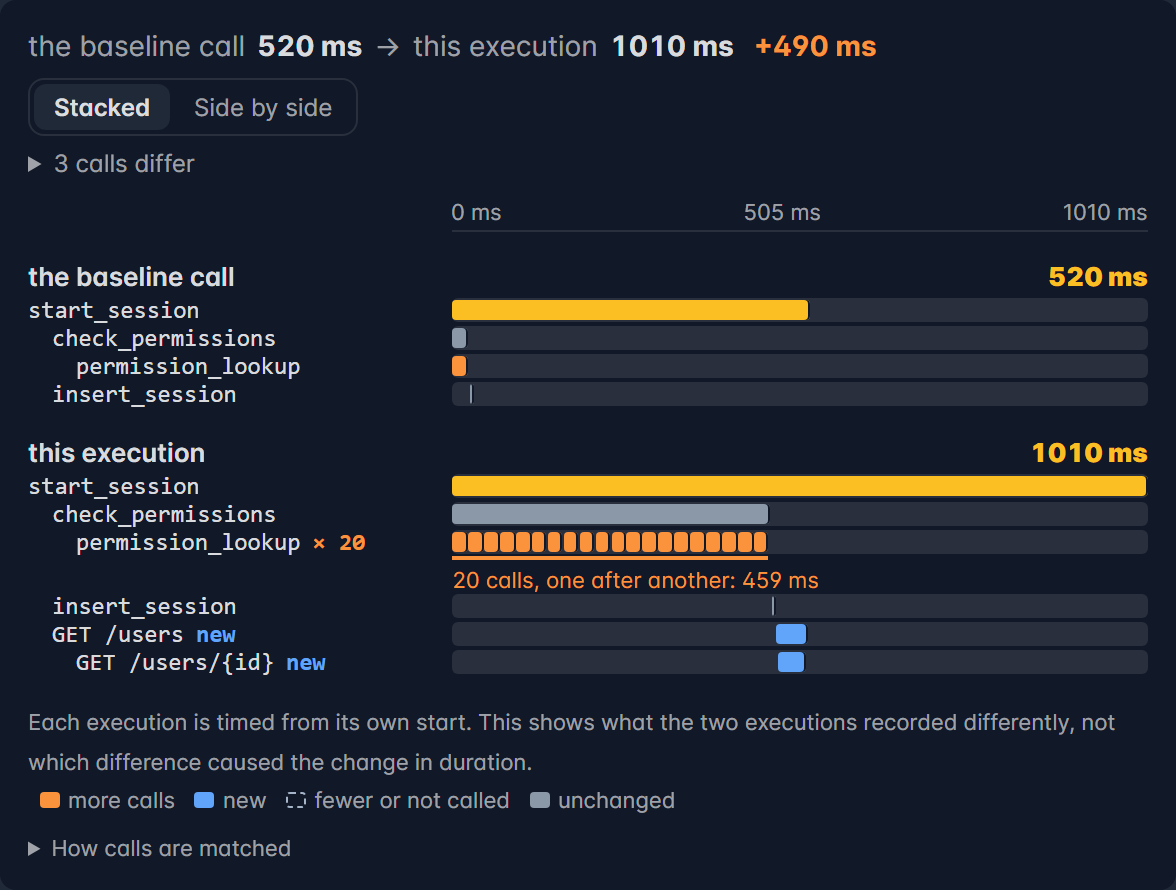 the baseline call 520 ms → this execution 1010 ms +490 ms
Stacked Side by side
▶ 3 calls differ
0 ms 505 ms 1010 ms
the baseline call 520 ms
start_session
check_permissions
permission_lookup
insert_session
this execution 1010 ms
start_session
check_permissions
permission_lookup × 20
20 calls, one after another: 459 ms
insert_session
GET /users new
GET /users/{id} new
Each execution is timed from its own start. This shows what the two executions recorded differently, not
which difference caused the change in duration.
more calls new fewer or not called unchanged
▶ How calls are matched